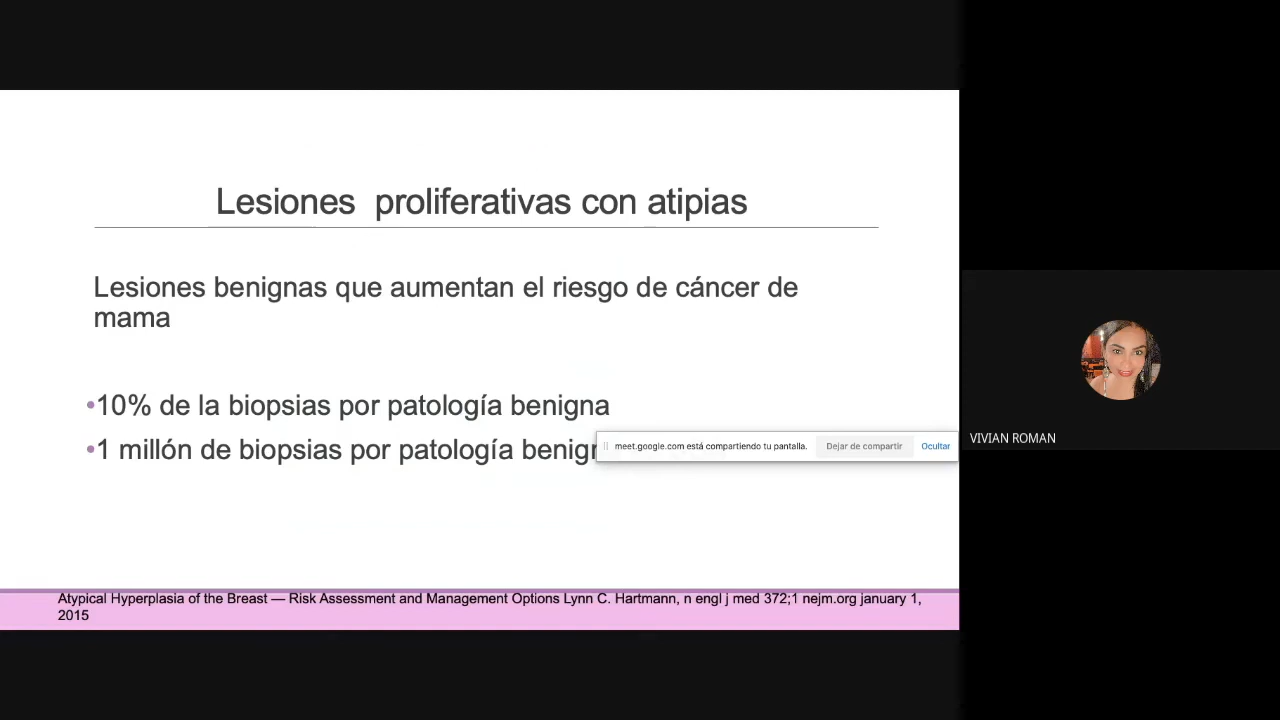 Lesiones proliferativas con atipias
Lesiones benignas que aumentan el riesgo de cáncer de
mama
•10% de la biopsias por patología benigna
•1 millón de biopsias por patología
meet.google.com está compartiendo tu pantalla. Dejar de compartir Ocultar
VIVIAN ROMAN
Atypical Hyperplasia of the Breast — Risk Assessment and Management Options Lynn C. Hartmann, n engl j med 372;1 nejm.org january 1,
2015